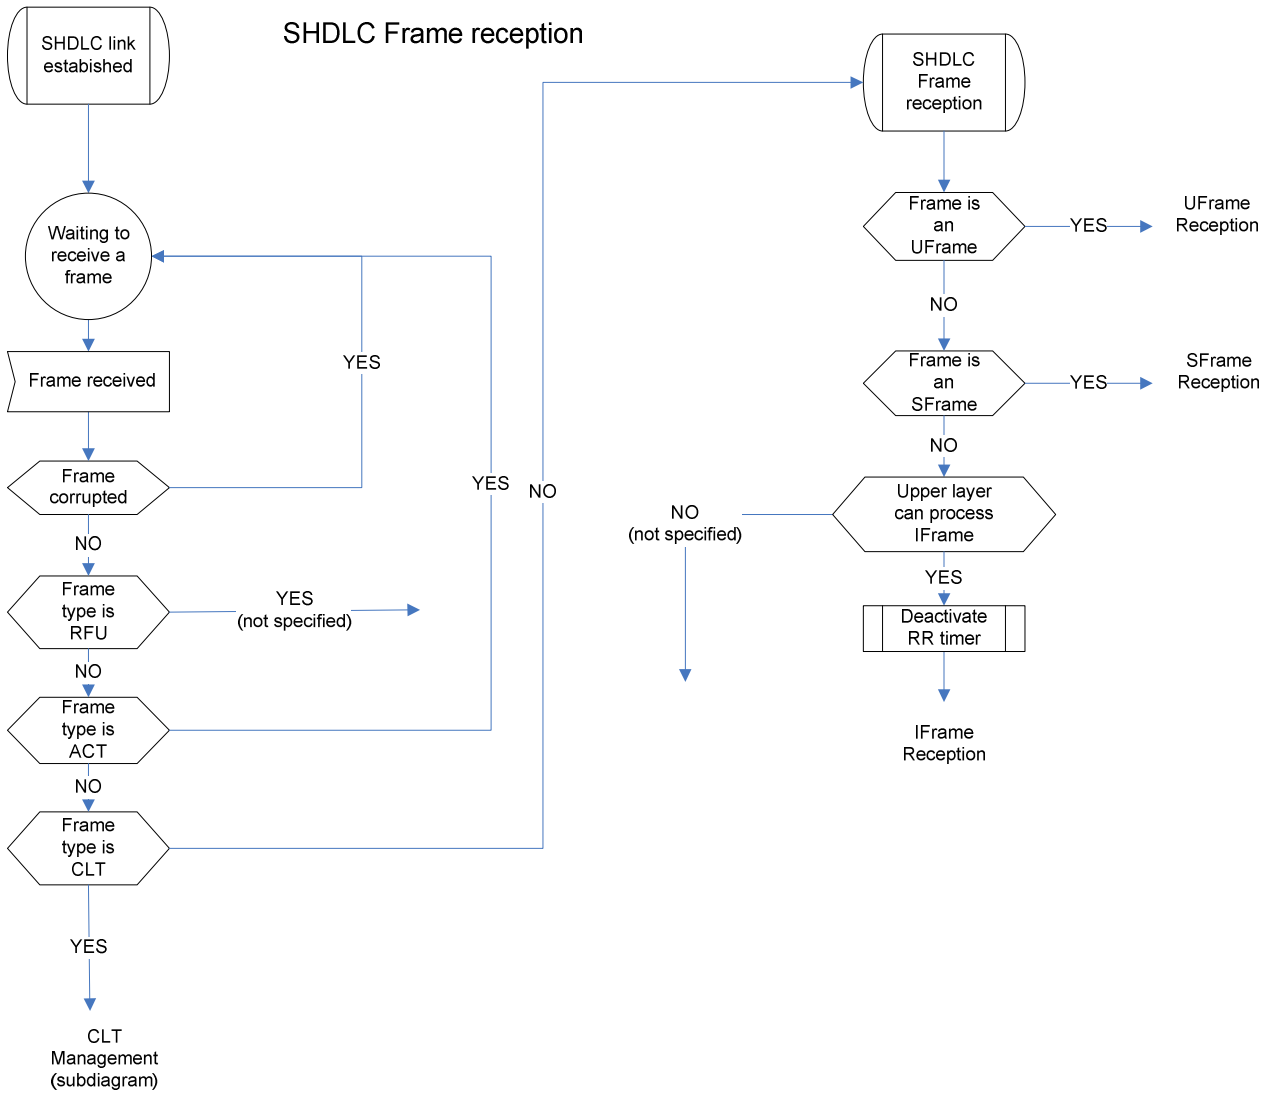 SHDLC Frame reception
SHDLC link
estabished
Waiting to
receive a
frame
Frame received
Frame
corrupted
YES
NO
Frame
type is
RFU
YES
(not specified)
NO
Frame
type is
ACT
YES
NO
Frame
type is
CLT
NO
YES
CLT
Management
(subdiagram)
SHDLC
Frame
reception
Frame is
an
UFrame
YES
UFrame
Reception
NO
Frame is
an
SFrame
YES
SFrame
Reception
NO
Upper layer
can process
IFrame
NO
(not specified)
YES
Deactivate
RR timer
IFrame
Reception